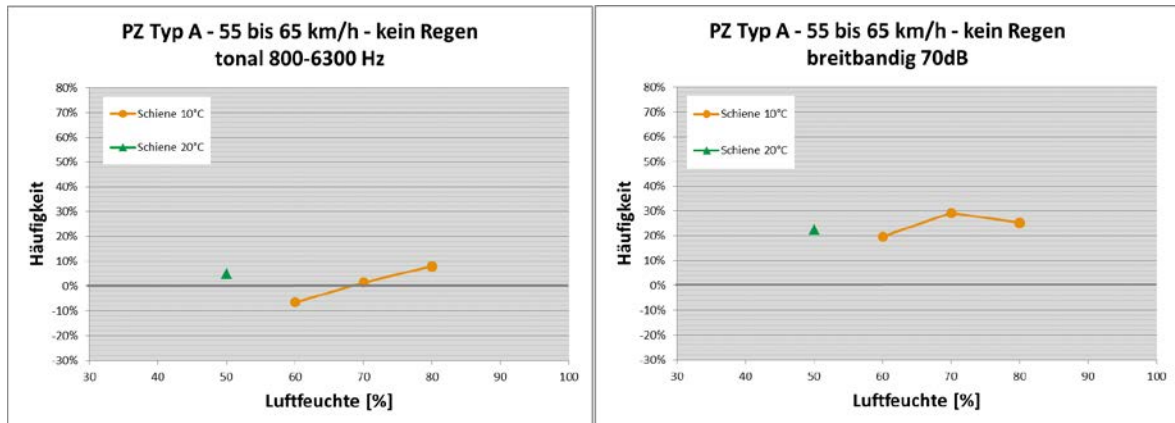 PZ Typ A - 55 bis 65 km/h - kein Regen
tonal 800-6300 Hz
80%
70%
60%
50%
40%
30%
20%
10%
0%
-10%
-20%
-30%
Häufigkeit
Schiene 10°C
Schiene 20°C
30 40 50 60 70 80 90 100
Luftfeuchte [%]
PZ Typ A - 55 bis 65 km/h - kein Regen
breitbandig 70dB
80%
70%
60%
50%
40%
30%
20%
10%
0%
-10%
-20%
-30%
Häufigkeit
Schiene 10°C
Schiene 20°C
30 40 50 60 70 80 90 100
Luftfeuchte [%]